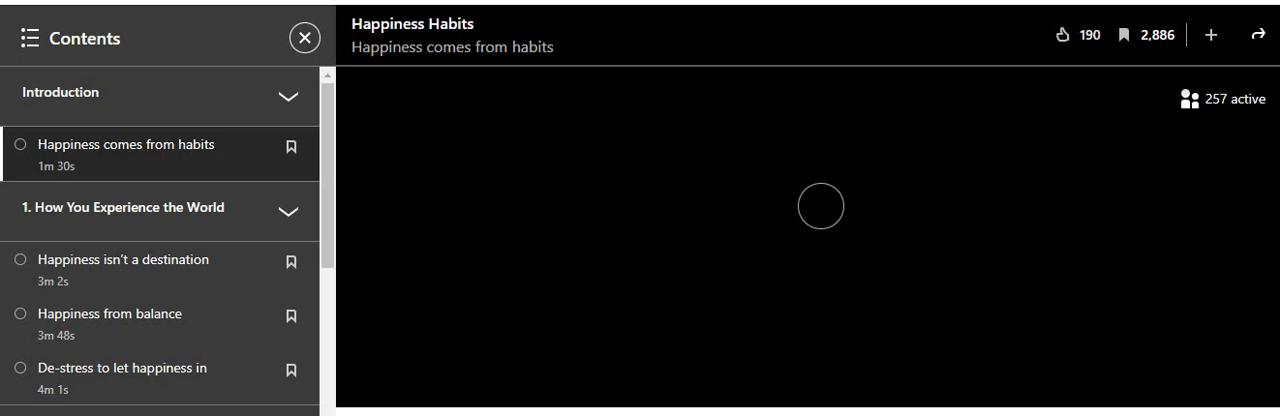 Contents
Introduction
Happiness comes from habits
1m 30s
1. How You Experience the World
Happiness isn't a destination
3m 2s
Happiness from balance
3m 48s
De-stress to let happiness in
4m 1s
Happiness Habits
Happiness comes from habits
190 2,886
257 active